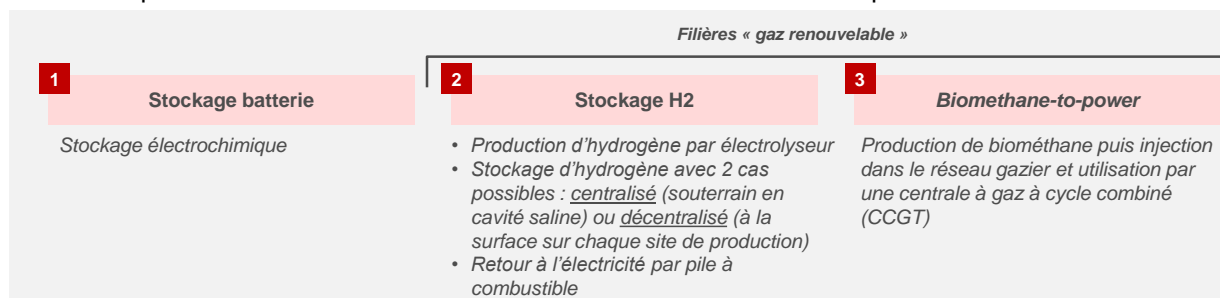 Filières « gaz renouvelable »
1
Stockage batterie
Stockage électrochimique
2
Stockage H2
• Production d'hydrogène par électrolyseur
• Stockage d'hydrogène avec 2 cas
possibles : centralisé (souterrain en
cavité saline) ou décentralisé (à la
surface sur chaque site de production)
• Retour à l'électricité par pile à
combustible
3
Biomethane-to-power
Production de biométhane puis injection
dans le réseau gazier et utilisation par
une centrale à gaz à cycle combiné
(CCGT)